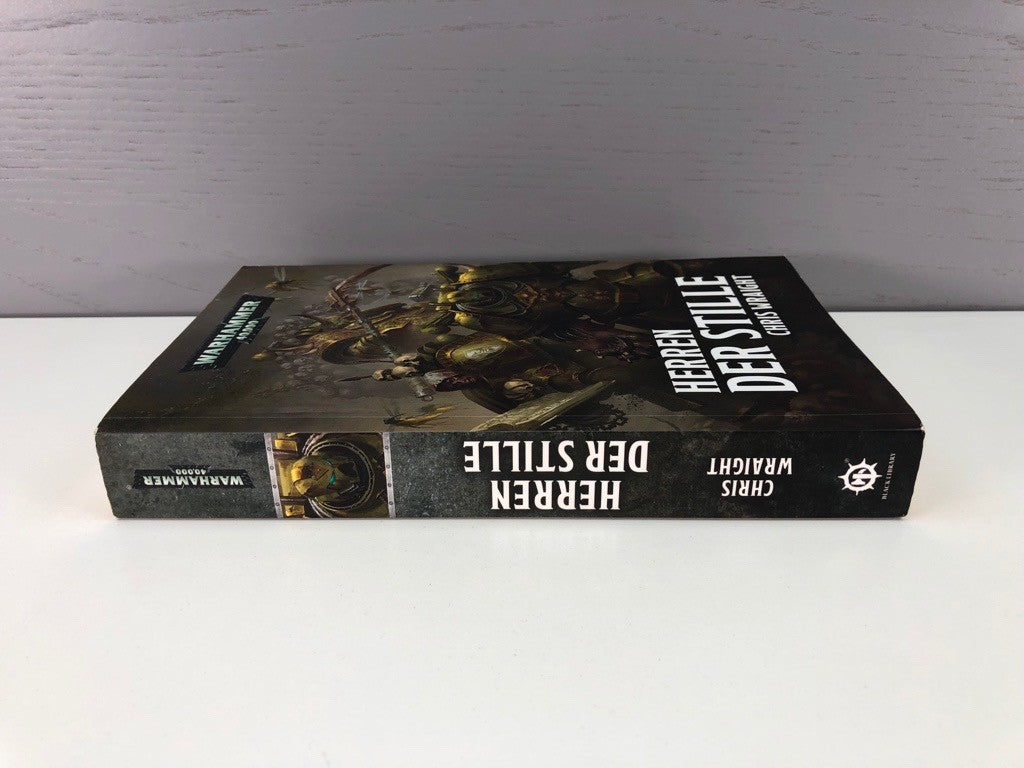 WARHAMMER
40,000
HERREN
DER STILLE
CHRIS WRAIGHT
HERREN
DER STILLE
CHRIS
WRAIGHT
WARHAMMER
40,000
BLACK LIBRARY